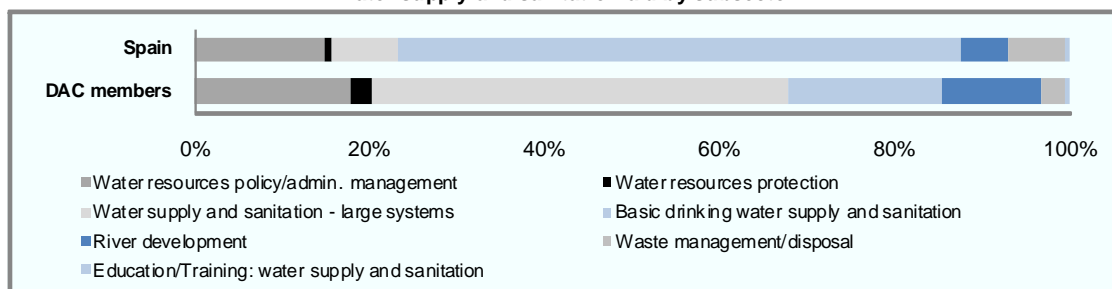 Spain
DAC members
0% 20% 40% 60% 80% 100%
Water resources policy/admin. management Water resources protection
Water supply and sanitation - large systems Basic drinking water supply and sanitation
River development Waste management/disposal
Education/Training: water supply and sanitation